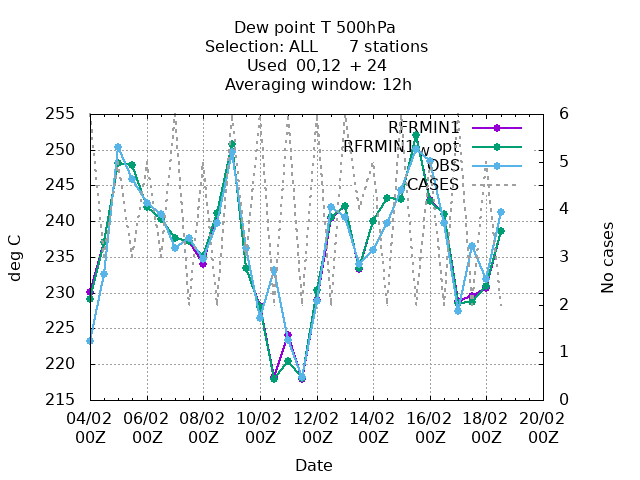 Dew point T 500hPa
Selection: ALL 7 stations
Used 00,12 + 24
Averaging window: 12h
255
250
245
240
235
230
225
220
215
deg C
6
5
4
3
2
1
0
No cases
RFRMIN1
RFRMIN1w opt
OBS
CASES
04/02 06/02 08/02 10/02 12/02 14/02 16/02 18/02 20/02
00Z 00Z 00Z 00Z 00Z 00Z 00Z 00Z 00Z
Date